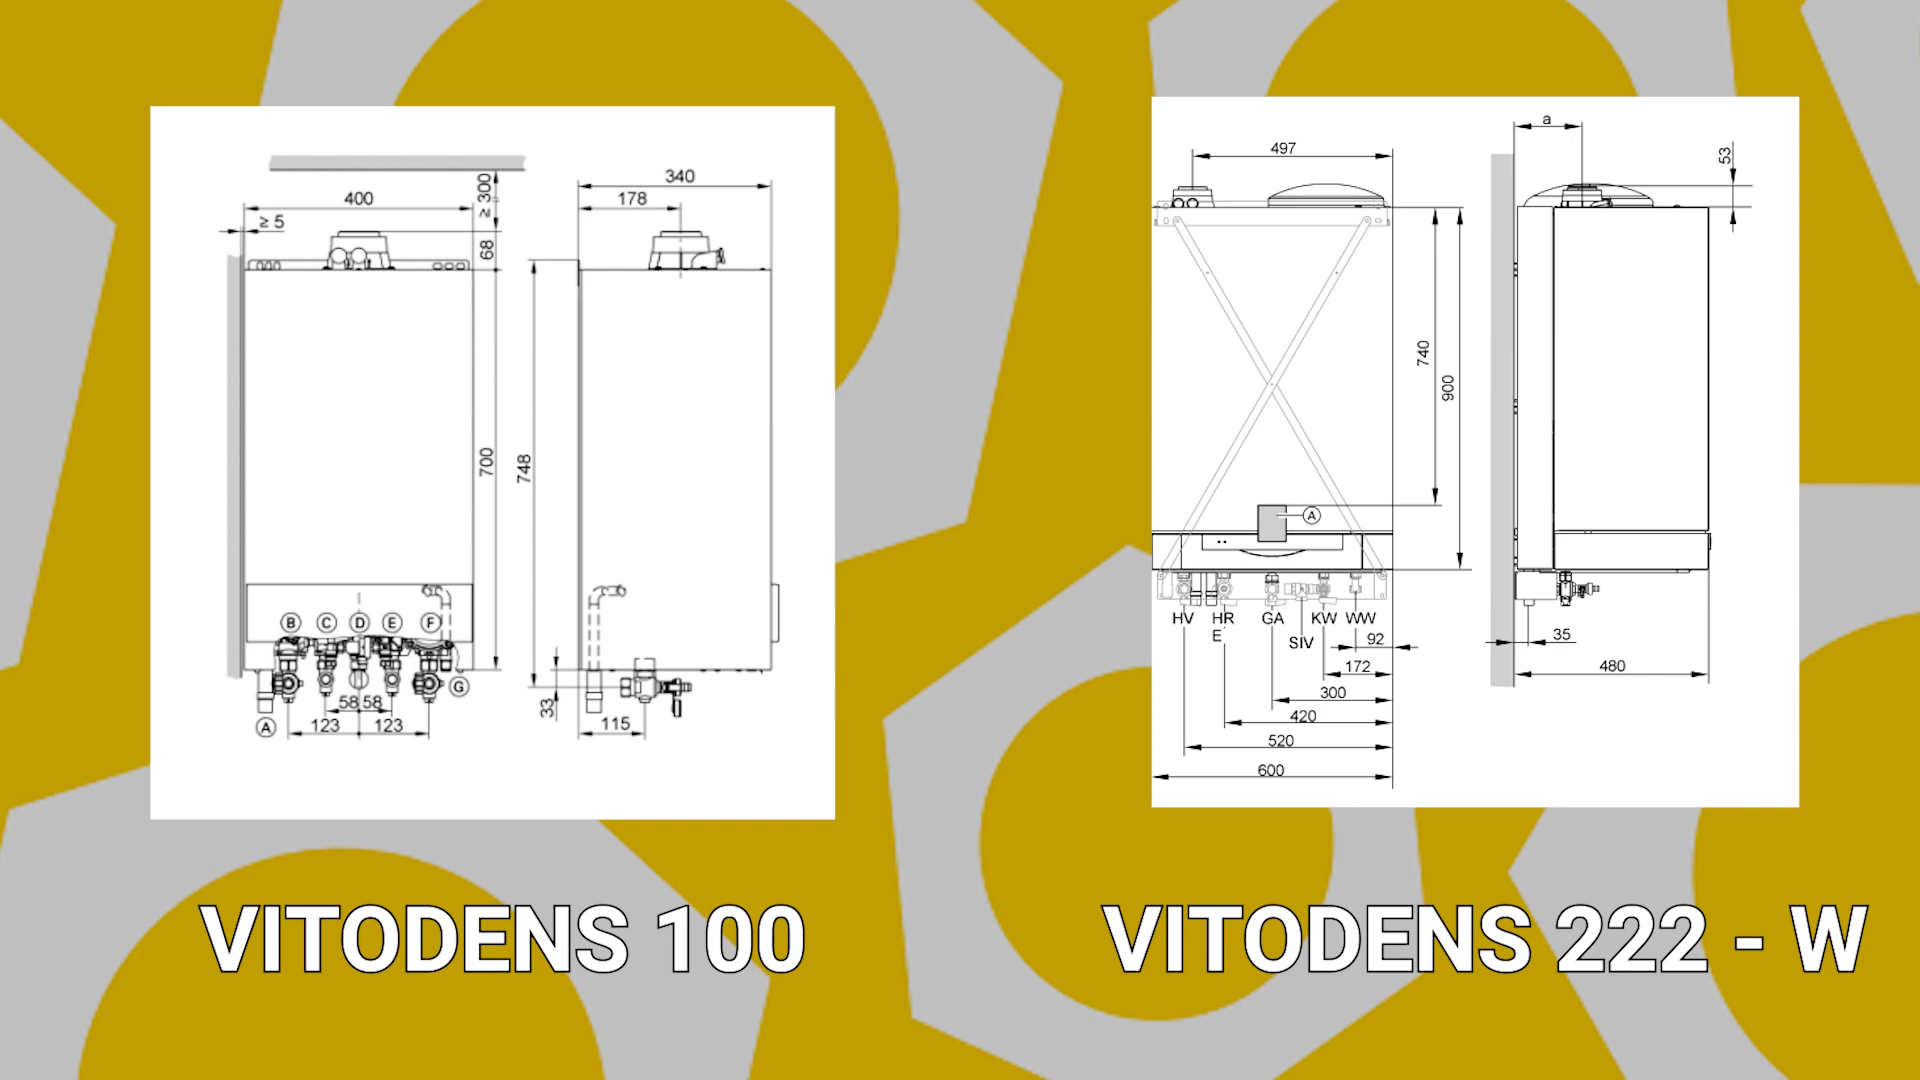 340
≥ 300
400
178
≥ 5
68
700
748
B C D E F
G
58 58
33
A
123 123
115
VITODENS 100
a
497
53
740
900
A
HV HR GA KW WW
E
SIV
92
35
172
480
300
420
520
600
VITODENS 222 - W